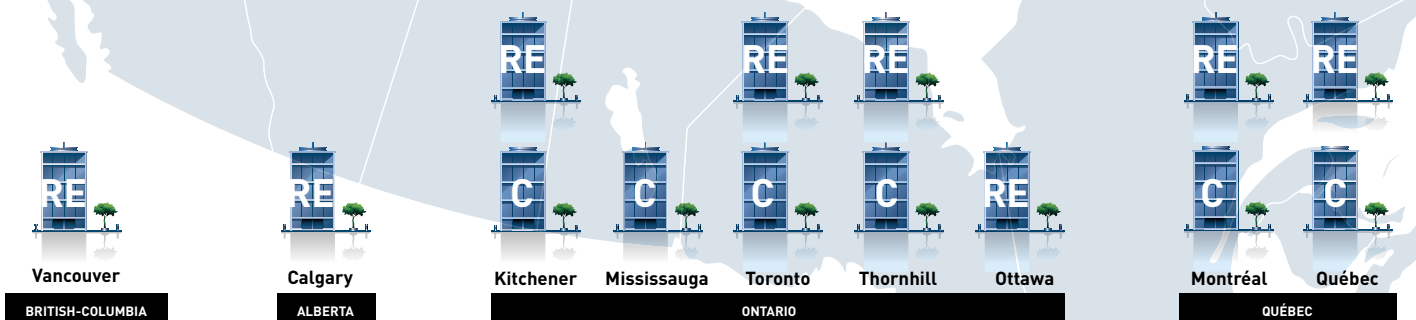 RE RE RE RE RE
RE RE C C C C RE C C
Vancouver Calgary Kitchener Mississauga Toronto Thornhill Ottawa Montréal Québec
BRITISH-COLUMBIA ALBERTA ONTARIO QUÉBEC